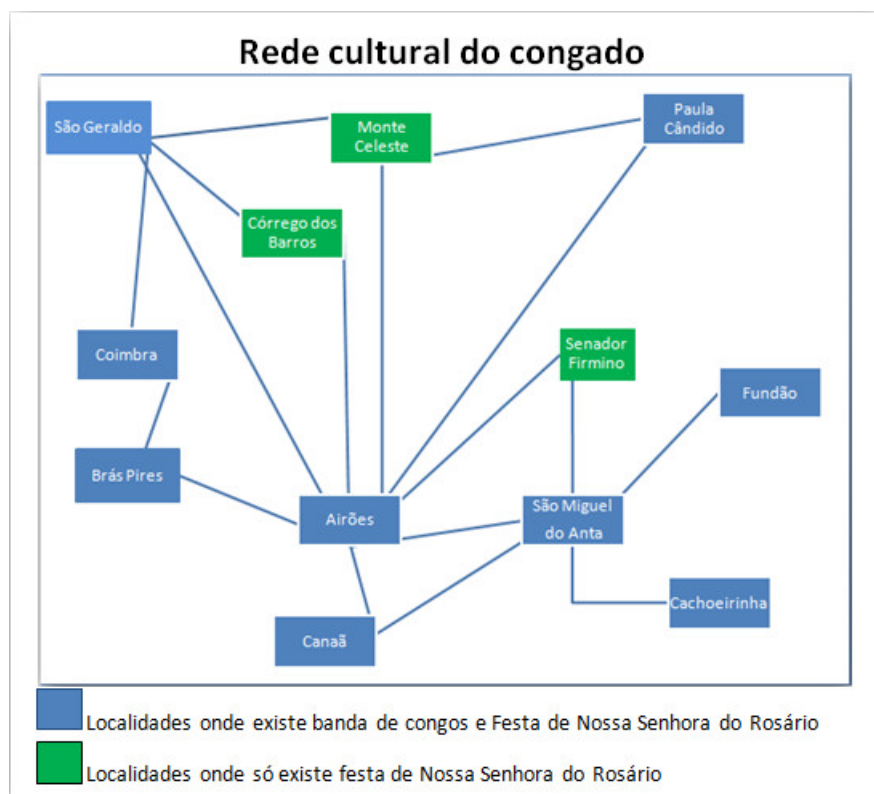 Rede cultural do congado
São Geraldo
Monte
Celeste
Paula
Cândido
Córrego dos
Barros
Coimbra
Senador
Firmino
Fundão
Brás Pires
Airões
São Miguel
do Anta
Cachoeirinha
Canaã
Localidades onde existe banda de congos e Festa de Nossa Senhora do Rosário
Localidades onde só existe festa de Nossa Senhora do Rosário